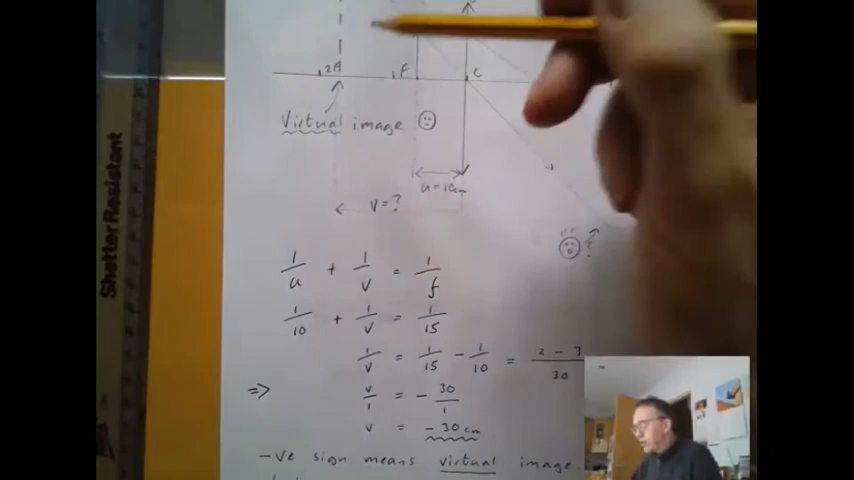 2F F C
Virtual image
u = 10cm
v = ?
?
1/u + 1/v = 1/f
1/10 + 1/v = 1/15
1/v = 1/15 - 1/10 = 2 - 3/30
=> v/1 = - 30/1
v = - 30 cm
-ve sign means virtual image
Shatter Resistant